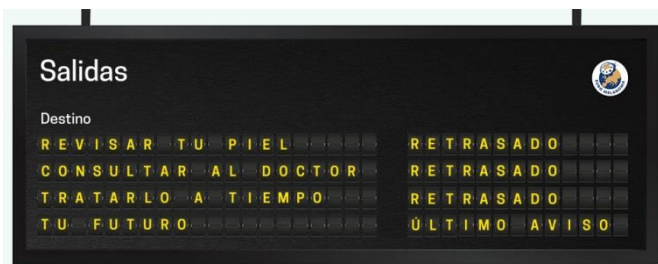 Salidas
Destino
REVISAR TU PIEL RETRASADO
CONSULTAR AL DOCTOR RETRASADO
TRATARLO A TIEMPO RETRASADO
TU FUTURO ÚLTIMO AVISO